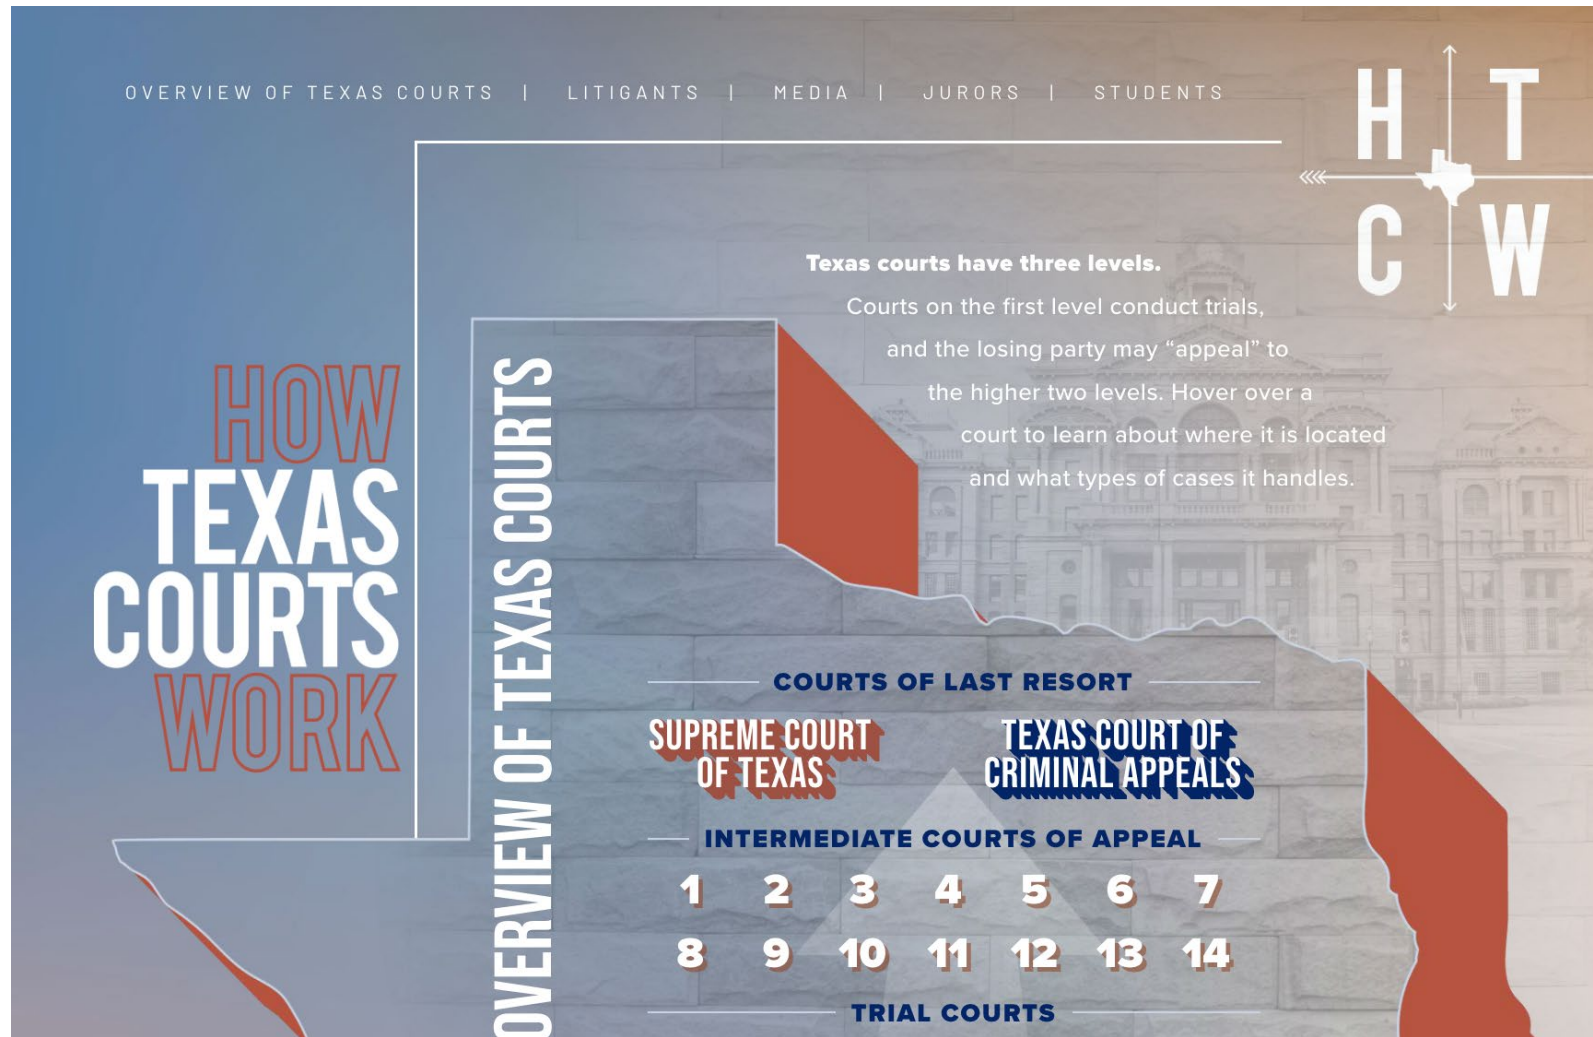 OVERVIEW OF TEXAS COURTS | LITIGANTS | MEDIA | JURORS | STUDENTS
H T
C W
Texas courts have three levels.
Courts on the first level conduct trials,
and the losing party may “appeal” to
the higher two levels. Hover over a
court to learn about where it is located
and what types of cases it handles.
HOW
TEXAS
COURTS
WORK
OVERVIEW OF TEXAS COURTS
COURTS OF LAST RESORT
SUPREME COURT
OF TEXAS
TEXAS COURT OF
CRIMINAL APPEALS
INTERMEDIATE COURTS OF APPEAL
1 2 3 4 5 6 7
8 9 10 11 12 13 14
TRIAL COURTS